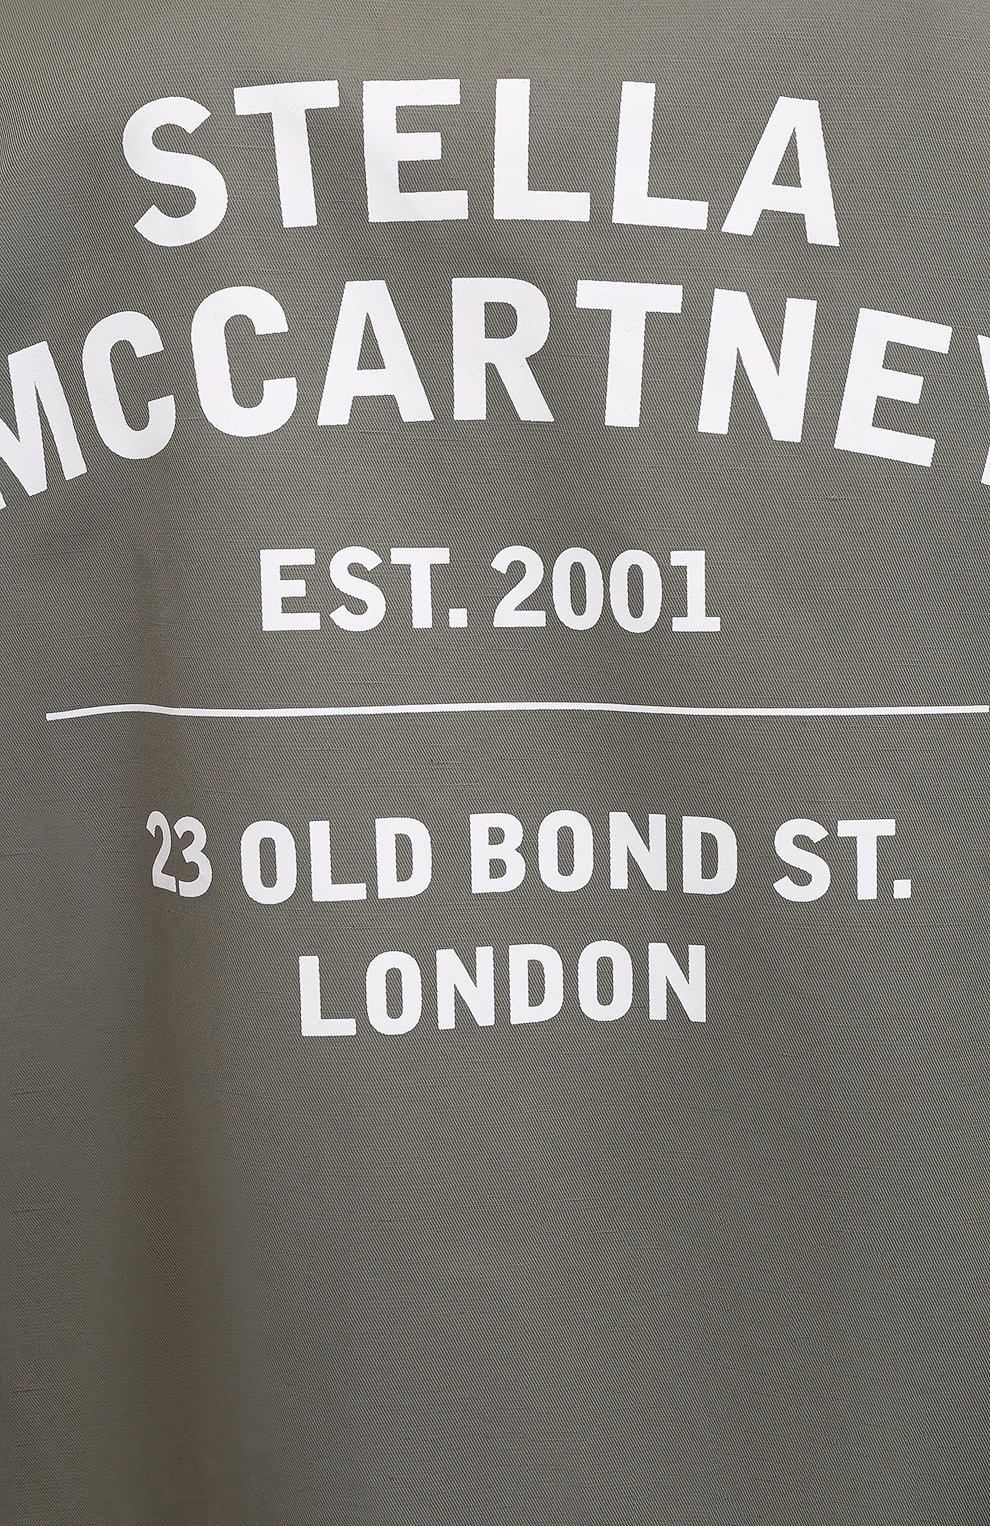 STELLA
MCCARTNEY
EST. 2001
23 OLD BOND ST.
LONDON